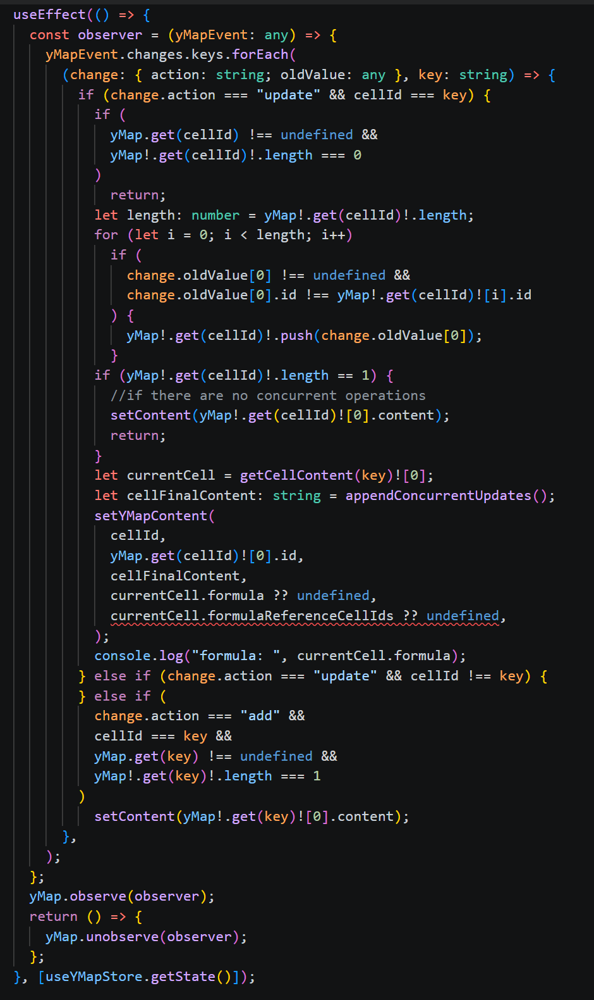 useEffect(() => {
  const observer = (yMapEvent: any) => {
    yMapEvent.changes.keys.forEach(
      (change: { action: string; oldValue: any }, key: string) => {
        if (change.action === "update" && cellId === key) {
          if (
            yMap.get(cellId) !== undefined &&
            yMap!.get(cellId)!.length === 0
          )
            return;
          let length: number = yMap!.get(cellId)!.length;
          for (let i = 0; i < length; i++)
            if (
              change.oldValue[0] !== undefined &&
              change.oldValue[0].id !== yMap!.get(cellId)![i].id
            ) {
              yMap!.get(cellId)!.push(change.oldValue[0]);
            }
          if (yMap!.get(cellId)!.length == 1) {
            //if there are no concurrent operations
            setContent(yMap!.get(cellId)![0].content);
            return;
          }
          let currentCell = getCellContent(key)![0];
          let cellFinalContent: string = appendConcurrentUpdates();
          setYMapContent(
            cellId,
            yMap.get(cellId)![0].id,
            cellFinalContent,
            currentCell.formula ?? undefined,
            currentCell.formulaReferenceCellIds ?? undefined,
          );
          console.log("formula: ", currentCell.formula);
        } else if (change.action === "update" && cellId !== key) {
        } else if (
          change.action === "add" &&
          cellId === key &&
          yMap.get(key) !== undefined &&
          yMap!.get(key)!.length === 1
        )
          setContent(yMap!.get(key)![0].content);
      },
    );
  };
  yMap.observe(observer);
  return () => {
    yMap.unobserve(observer);
  };
}, [useYMapStore.getState()]);